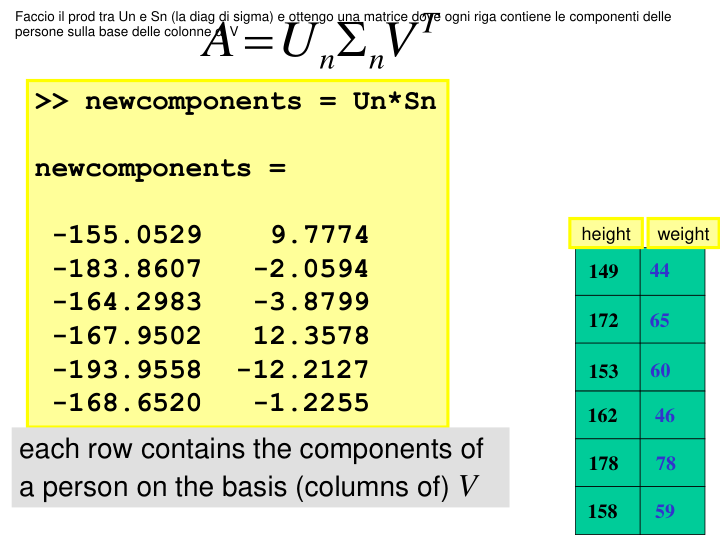 Faccio il prod tra Un e Sn (la diag di sigma) e ottengo una matrice dove ogni riga contiene le componenti delle
persone sulla base delle colonne di V
A = UₙΣₙVᵀ
>> newcomponents = Un*Sn
newcomponents =
-155.0529 9.7774
-183.8607 -2.0594
-164.2983 -3.8799
-167.9502 12.3578
-193.9558 -12.2127
-168.6520 -1.2255
each row contains the components of
a person on the basis (columns of) V
height weight
149 44
172 65
153 60
162 46
178 78
158 59